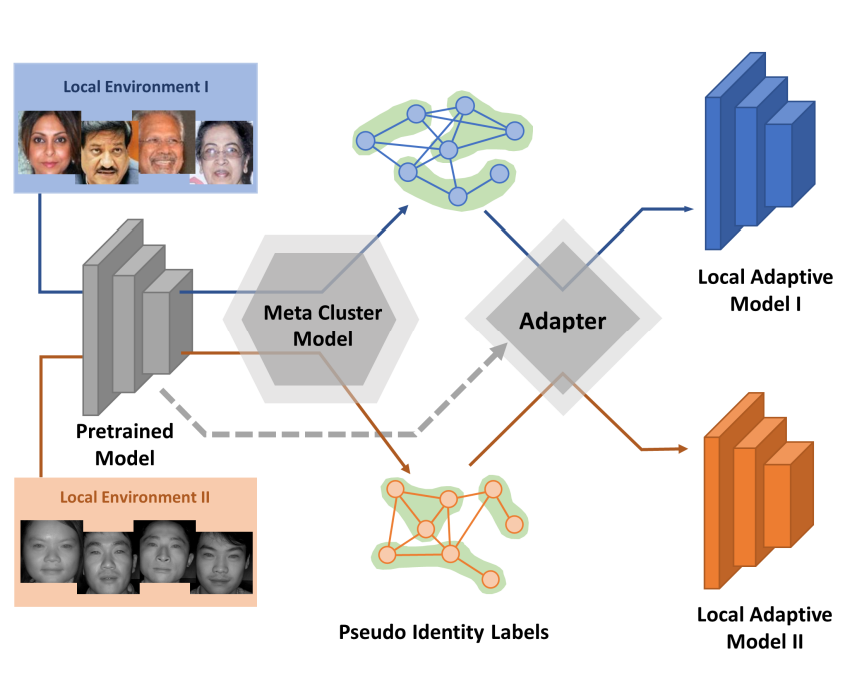 Local Environment I
Meta Cluster
Model
Adapter
Local Adaptive
Model I
Pretrained
Model
Local Environment II
Pseudo Identity Labels
Local Adaptive
Model II